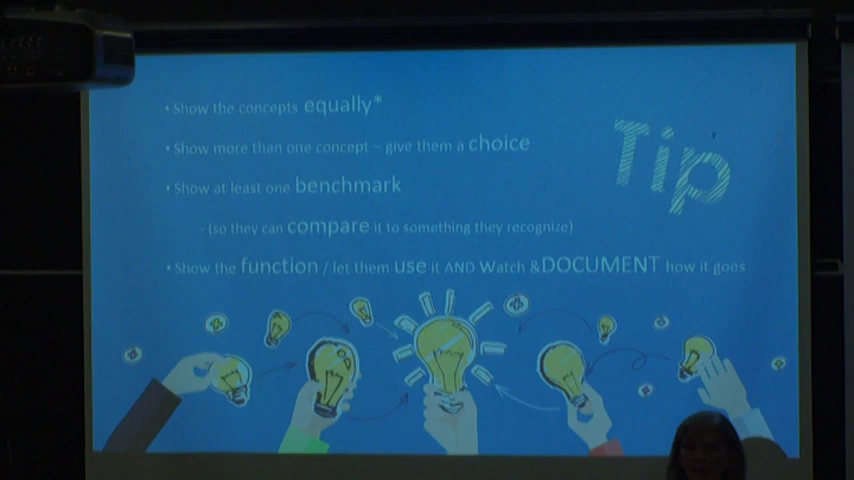 • Show the concepts equally*
• Show more than one concept – give them a choice
• Show at least one benchmark
- (so they can compare it to something they recognize)
• Show the function / let them use it AND Watch &DOCUMENT how it goes
Tip